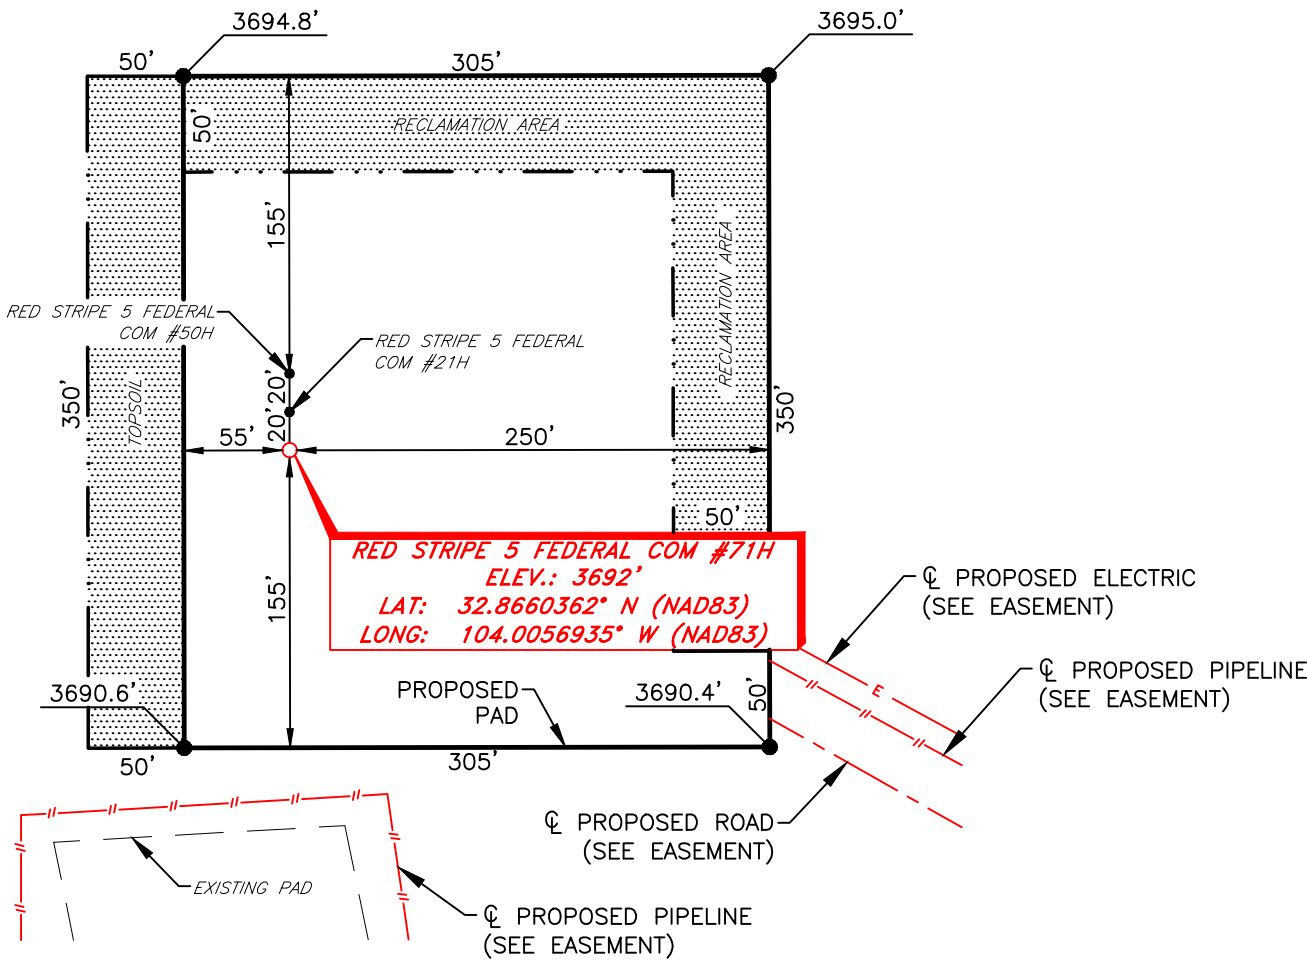 3694.8'
3695.0'
50'
305'
50'
RECLAMATION AREA
155'
RECLAMATION AREA
RED STRIPE 5 FEDERAL
COM #50H
RED STRIPE 5 FEDERAL
COM #21H
20'
20'
350'
TOPSOIL
350'
55'
250'
50'
RED STRIPE 5 FEDERAL COM #71H
ELEV.: 3692'
LAT: 32.8660362° N (NAD83)
LONG: 104.0056935° W (NAD83)
155'
℄ PROPOSED ELECTRIC
(SEE EASEMENT)
℄ PROPOSED PIPELINE
(SEE EASEMENT)
E
3690.6'
PROPOSED
PAD
3690.4'
50'
50'
305'
℄ PROPOSED ROAD
(SEE EASEMENT)
EXISTING PAD
℄ PROPOSED PIPELINE
(SEE EASEMENT)